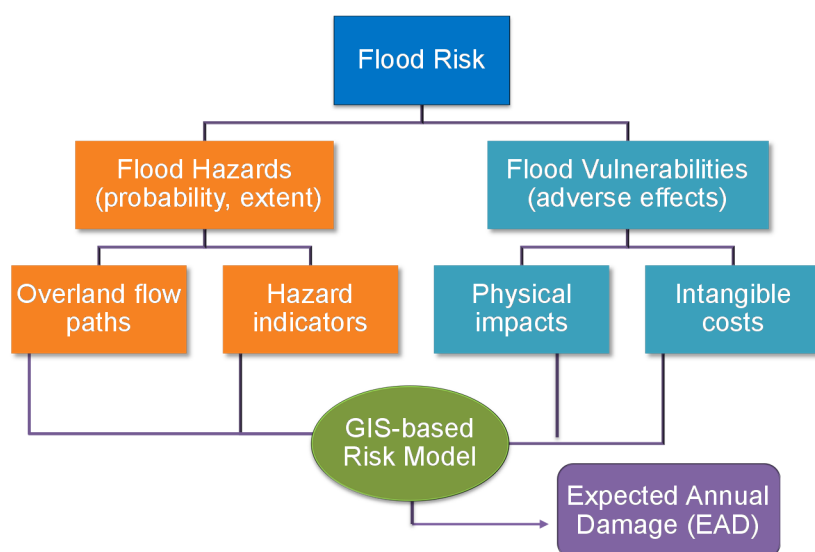 Flood Risk
Flood Hazards
(probability, extent)
Flood Vulnerabilities
(adverse effects)
Overland flow
paths
Hazard
indicators
Physical
impacts
Intangible
costs
GIS-based
Risk Model
Expected Annual
Damage (EAD)